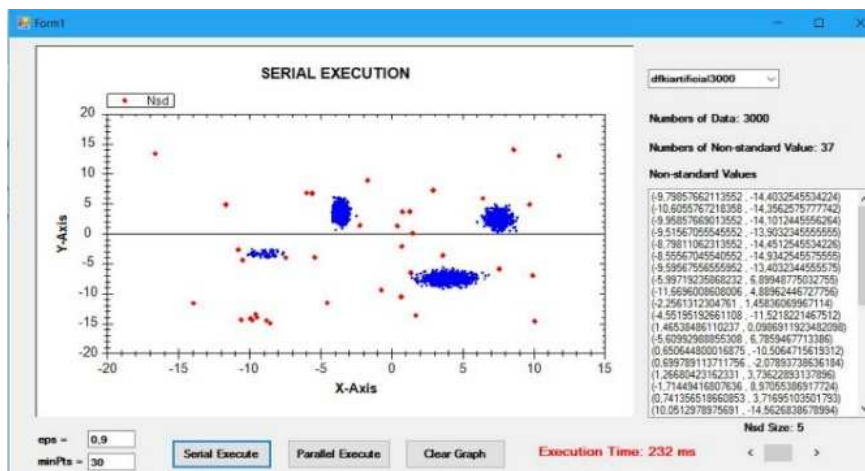 Form1
SERIAL EXECUTION
Nsd
20
15
10
5
0
-5
-10
-15
-20
Y-Axis
-20 -15 -10 -5 0 5 10 15
X-Axis
dfkiartificial3000
Numbers of Data: 3000
Numbers of Non-standard Value: 37
Non-standard Values
(-9,79857662113552 , -14,4032545534224)
(-10,6055767218358 , -14,3562575777742)
(-9,95857669013552 , -14,1012445556264)
(-9,51567055545532 , -13,9032345555555)
(-8,79811062313552 , -14,4512545534226)
(-8,55567045540552 , -14,9342545575555)
(-9,59567556555952 , -13,4032344555575)
(-5,99719235868232 , 6,89948775032755)
(-11,6696008608006 , 4,88962446727756)
(-2,2561312304761 , 1,45836069967114)
(-4,55195192661108 , -11,5218221467512)
(1,46538486110237 , 0,0986911923482098)
(-5,60992988855308 , 6,7859467713386)
(0,650644800016875 , -10,5064715619312)
(0,699789113711756 , -2,07893738636184)
(1,26680423162331 , 3,73622893137896)
(-1,71449416807636 , 8,97055386917724)
(0,741356518660853 , 3,71695103501793)
(10,0512978975691 , -14,5626838678994)
Nsd Size: 5
eps = 0,9
minPts = 30
Serial Execute
Parallel Execute
Clear Graph
Execution Time: 232 ms